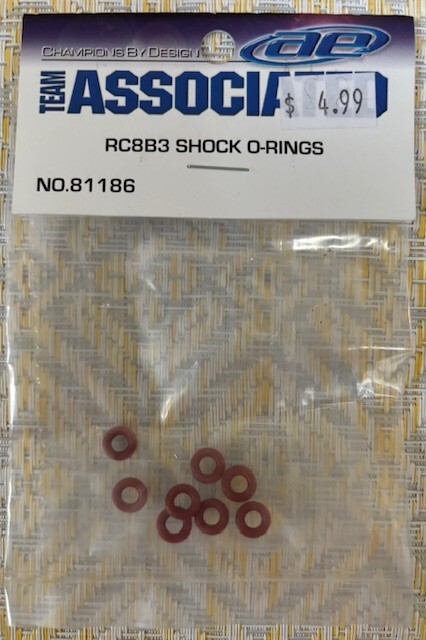 CHAMPIONS BY DESIGN
ae
TEAM
$ 4.99
RC8B3 SHOCK O-RINGS
NO.81186